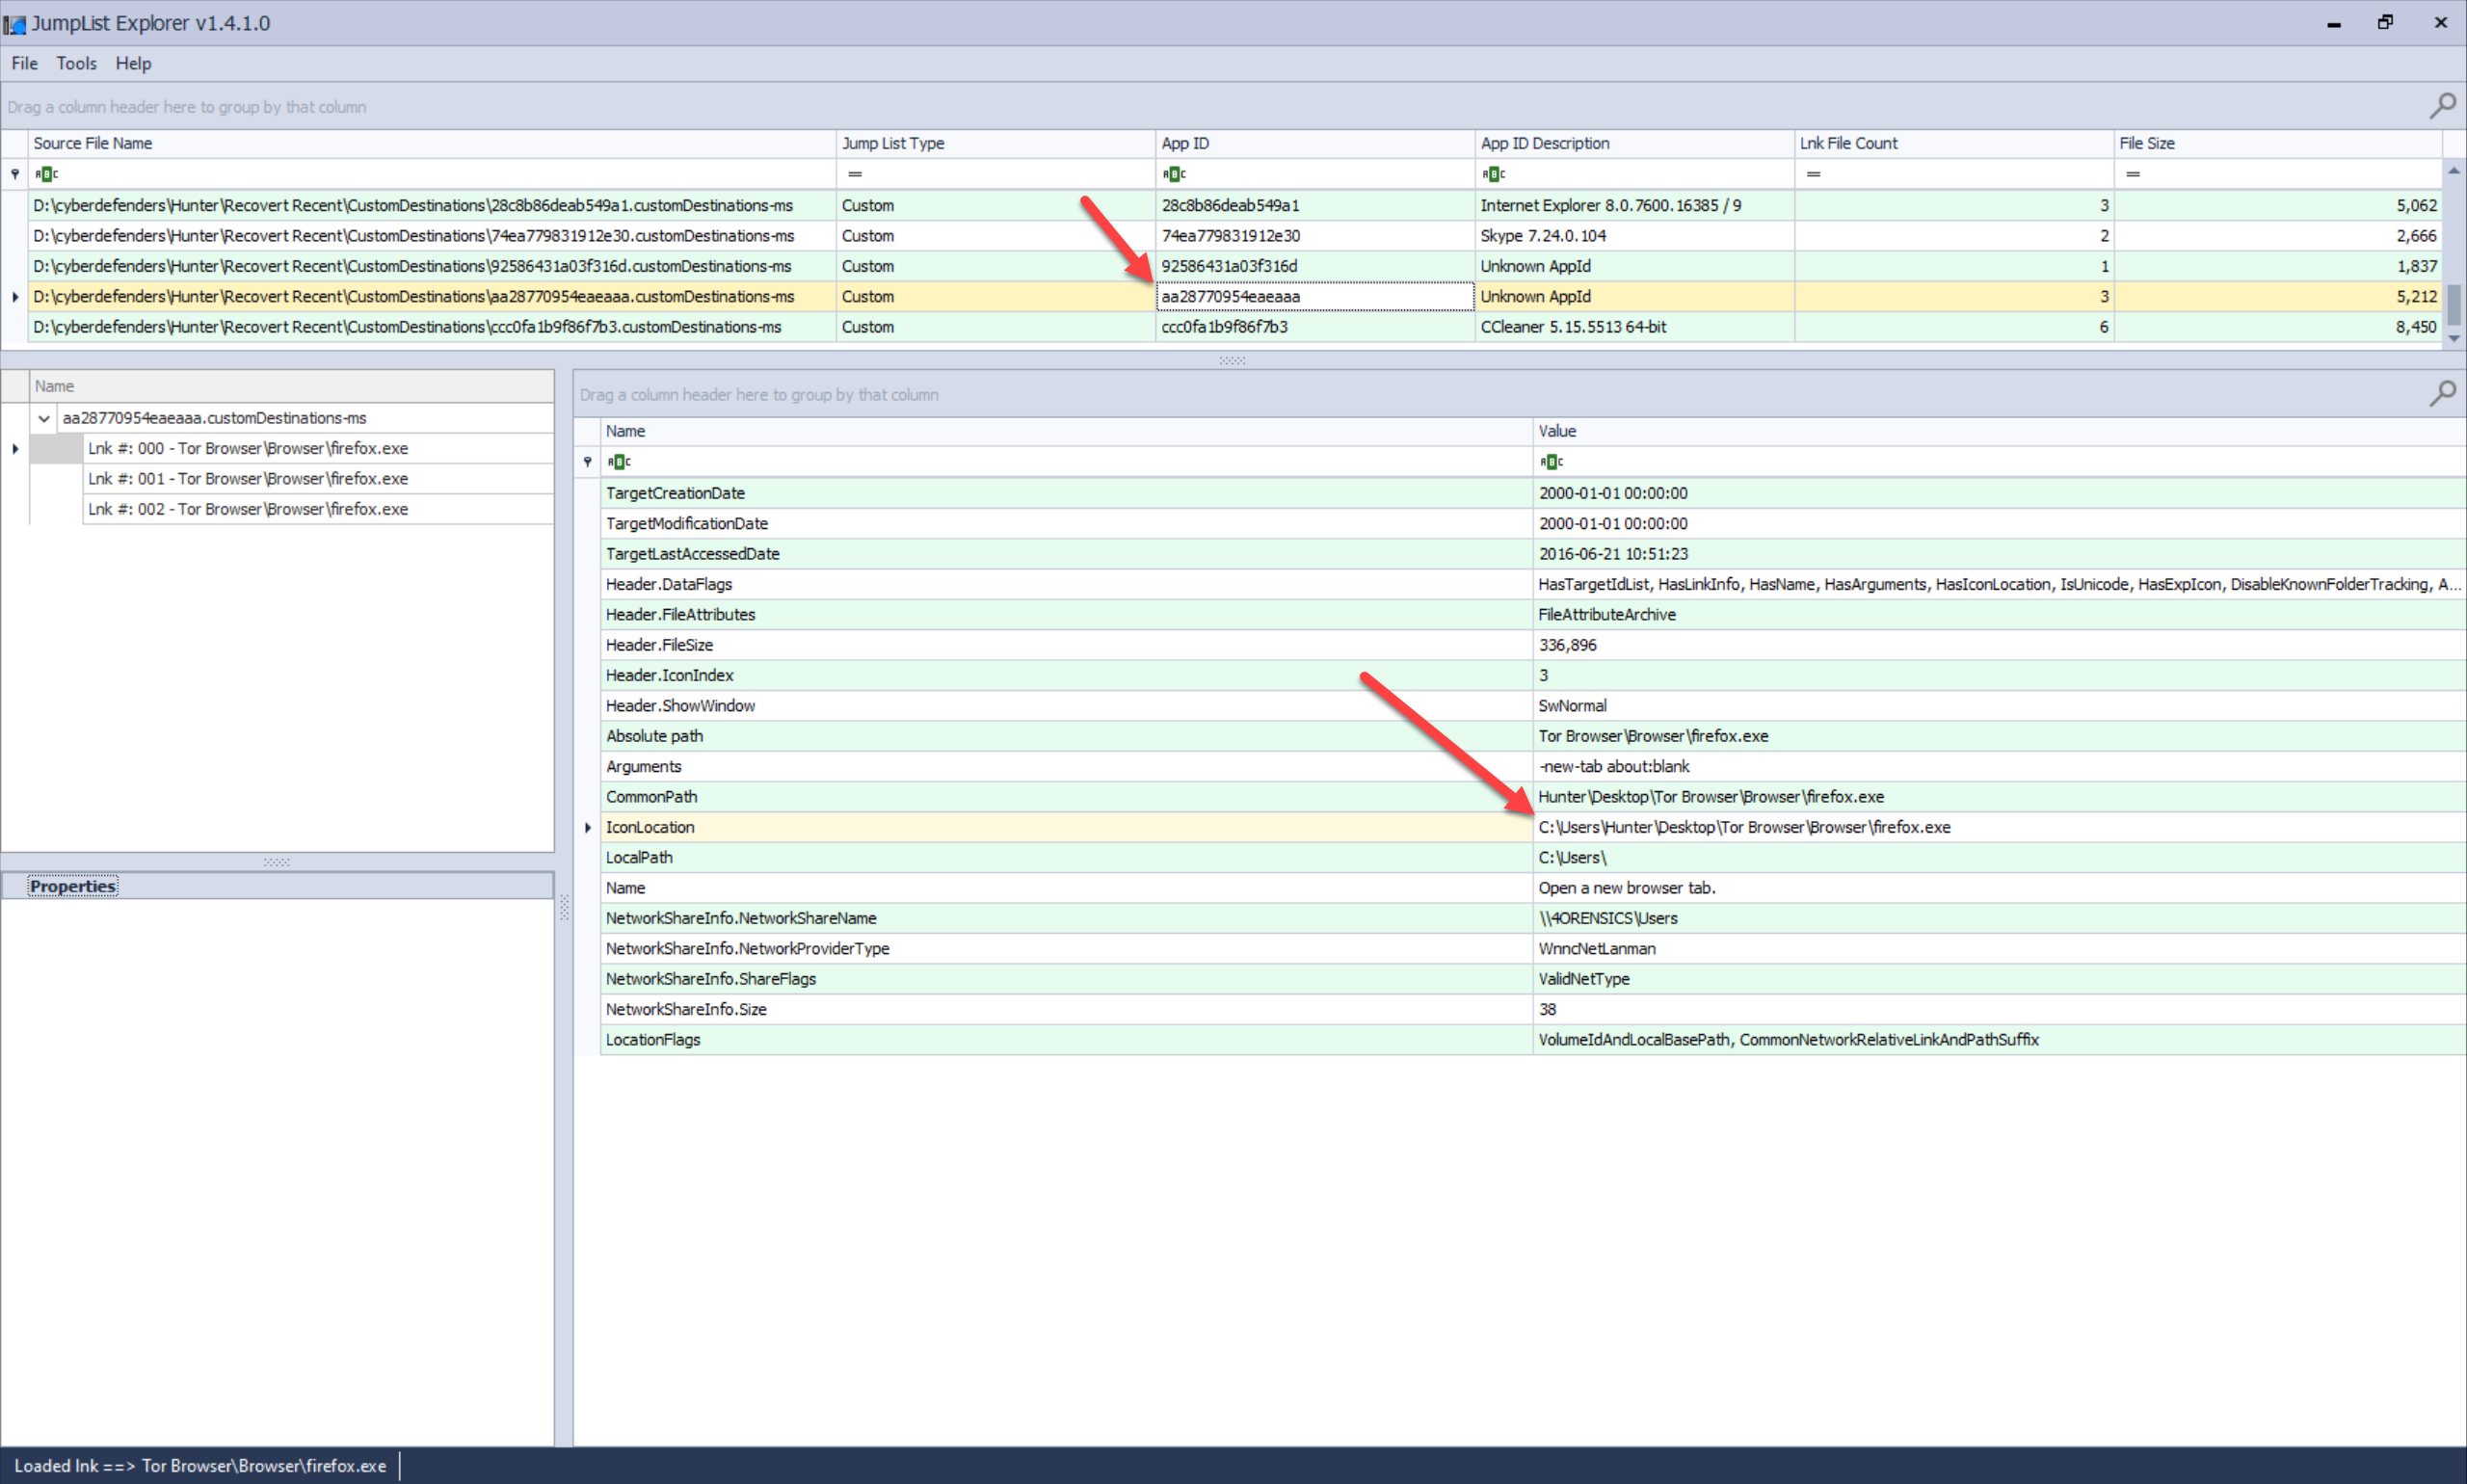 JumpList Explorer v1.4.1.0
File Tools Help
Drag a column header here to group by that column
Source File Name Jump List Type App ID App ID Description Lnk File Count File Size
ABC = ABC ABC = =
D:\cyberdefenders\Hunter\Recovert Recent\CustomDestinations\28c8b86deab549a1.customDestinations-ms Custom 28c8b86deab549a1 Internet Explorer 8.0.7600.16385 / 9 3 5,062
D:\cyberdefenders\Hunter\Recovert Recent\CustomDestinations\74ea779831912e30.customDestinations-ms Custom 74ea779831912e30 Skype 7.24.0.104 2 2,666
D:\cyberdefenders\Hunter\Recovert Recent\CustomDestinations\92586431a03f316d.customDestinations-ms Custom 92586431a03f316d Unknown AppId 1 1,837
D:\cyberdefenders\Hunter\Recovert Recent\CustomDestinations\aa28770954eaeaaa.customDestinations-ms Custom aa28770954eaeaaa Unknown AppId 3 5,212
D:\cyberdefenders\Hunter\Recovert Recent\CustomDestinations\ccc0fa1b9f86f7b3.customDestinations-ms Custom ccc0fa1b9f86f7b3 CCleaner 5.15.5513 64-bit 6 8,450
Name
aa28770954eaeaaa.customDestinations-ms
Lnk #: 000 - Tor Browser\Browser\firefox.exe
Lnk #: 001 - Tor Browser\Browser\firefox.exe
Lnk #: 002 - Tor Browser\Browser\firefox.exe
Properties
Drag a column header here to group by that column
Name Value
ABC ABC
TargetCreationDate 2000-01-01 00:00:00
TargetModificationDate 2000-01-01 00:00:00
TargetLastAccessedDate 2016-06-21 10:51:23
Header.DataFlags HasTargetIdList, HasLinkInfo, HasName, HasArguments, HasIconLocation, IsUnicode, HasExpIcon, DisableKnownFolderTracking, A...
Header.FileAttributes FileAttributeArchive
Header.FileSize 336,896
Header.IconIndex 3
Header.ShowWindow SwNormal
Absolute path Tor Browser\Browser\firefox.exe
Arguments -new-tab about:blank
CommonPath Hunter\Desktop\Tor Browser\Browser\firefox.exe
IconLocation C:\Users\Hunter\Desktop\Tor Browser\Browser\firefox.exe
LocalPath C:\Users\
Name Open a new browser tab.
NetworkShareInfo.NetworkShareName \\4ORENSICS\Users
NetworkShareInfo.NetworkProviderType WnncNetLanman
NetworkShareInfo.ShareFlags ValidNetType
NetworkShareInfo.Size 38
LocationFlags VolumeIdAndLocalBasePath, CommonNetworkRelativeLinkAndPathSuffix
Loaded lnk ==> Tor Browser\Browser\firefox.exe